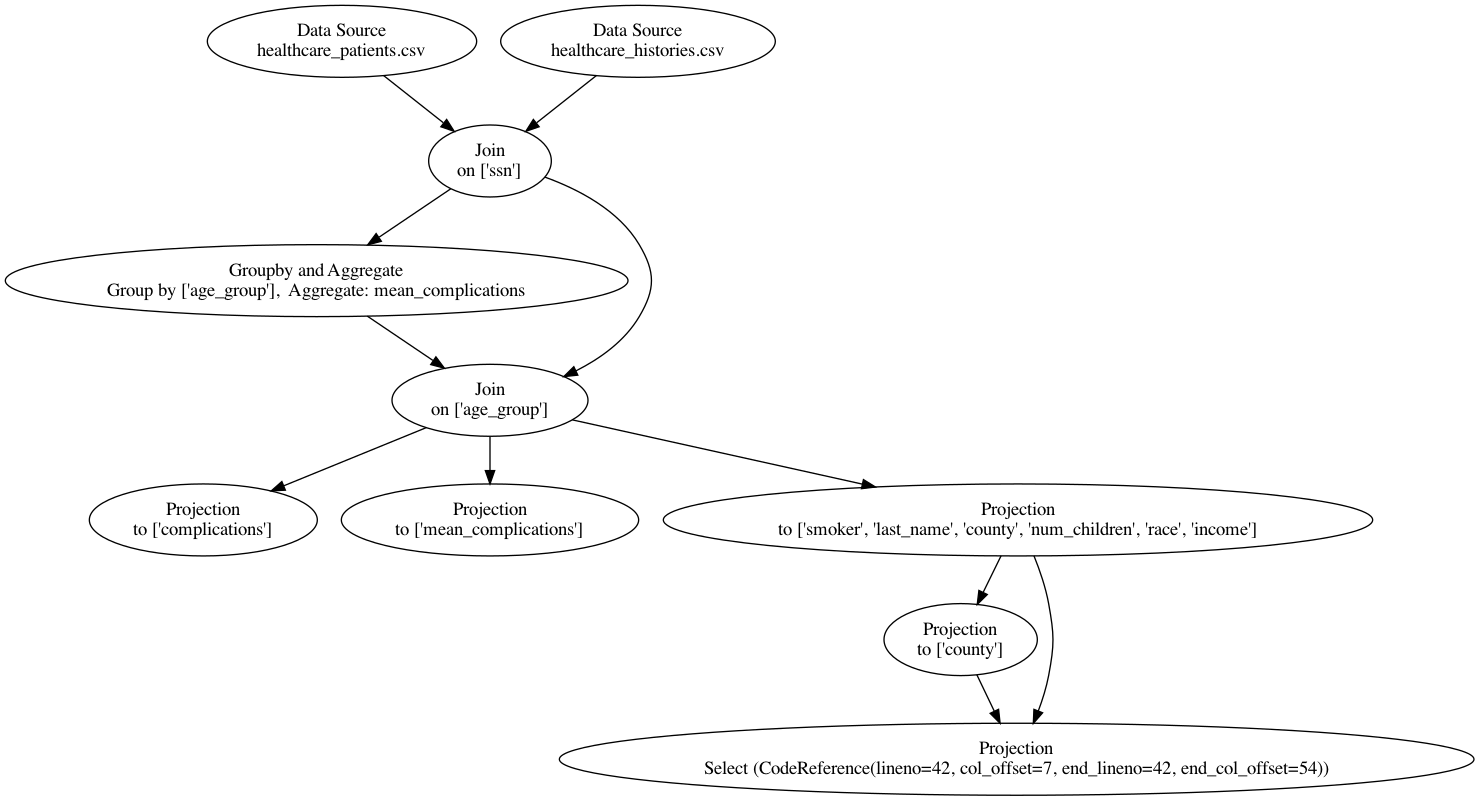 Data Source
healthcare_patients.csv
Data Source
healthcare_histories.csv
Join
on ['ssn']
Groupby and Aggregate
Group by ['age_group'],  Aggregate: mean_complications
Join
on ['age_group']
Projection
to ['complications']
Projection
to ['mean_complications']
Projection
to ['smoker', 'last_name', 'county', 'num_children', 'race', 'income']
Projection
to ['county']
Projection
Select (CodeReference(lineno=42, col_offset=7, end_lineno=42, end_col_offset=54))